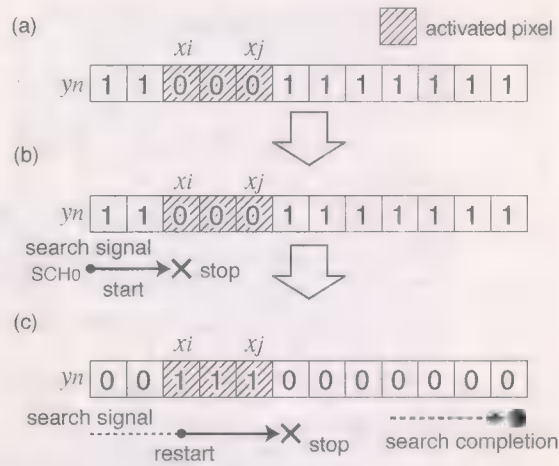 (a)
activated pixel
xi xj
yn 1 1 0 0 0 1 1 1 1 1 1 1
(b)
xi xj
yn 1 1 0 0 0 1 1 1 1 1 1 1
search signal
SCH0 stop
start
(c)
xi xj
yn 0 0 1 1 1 0 0 0 0 0 0 0
search signal
stop
restart
search completion